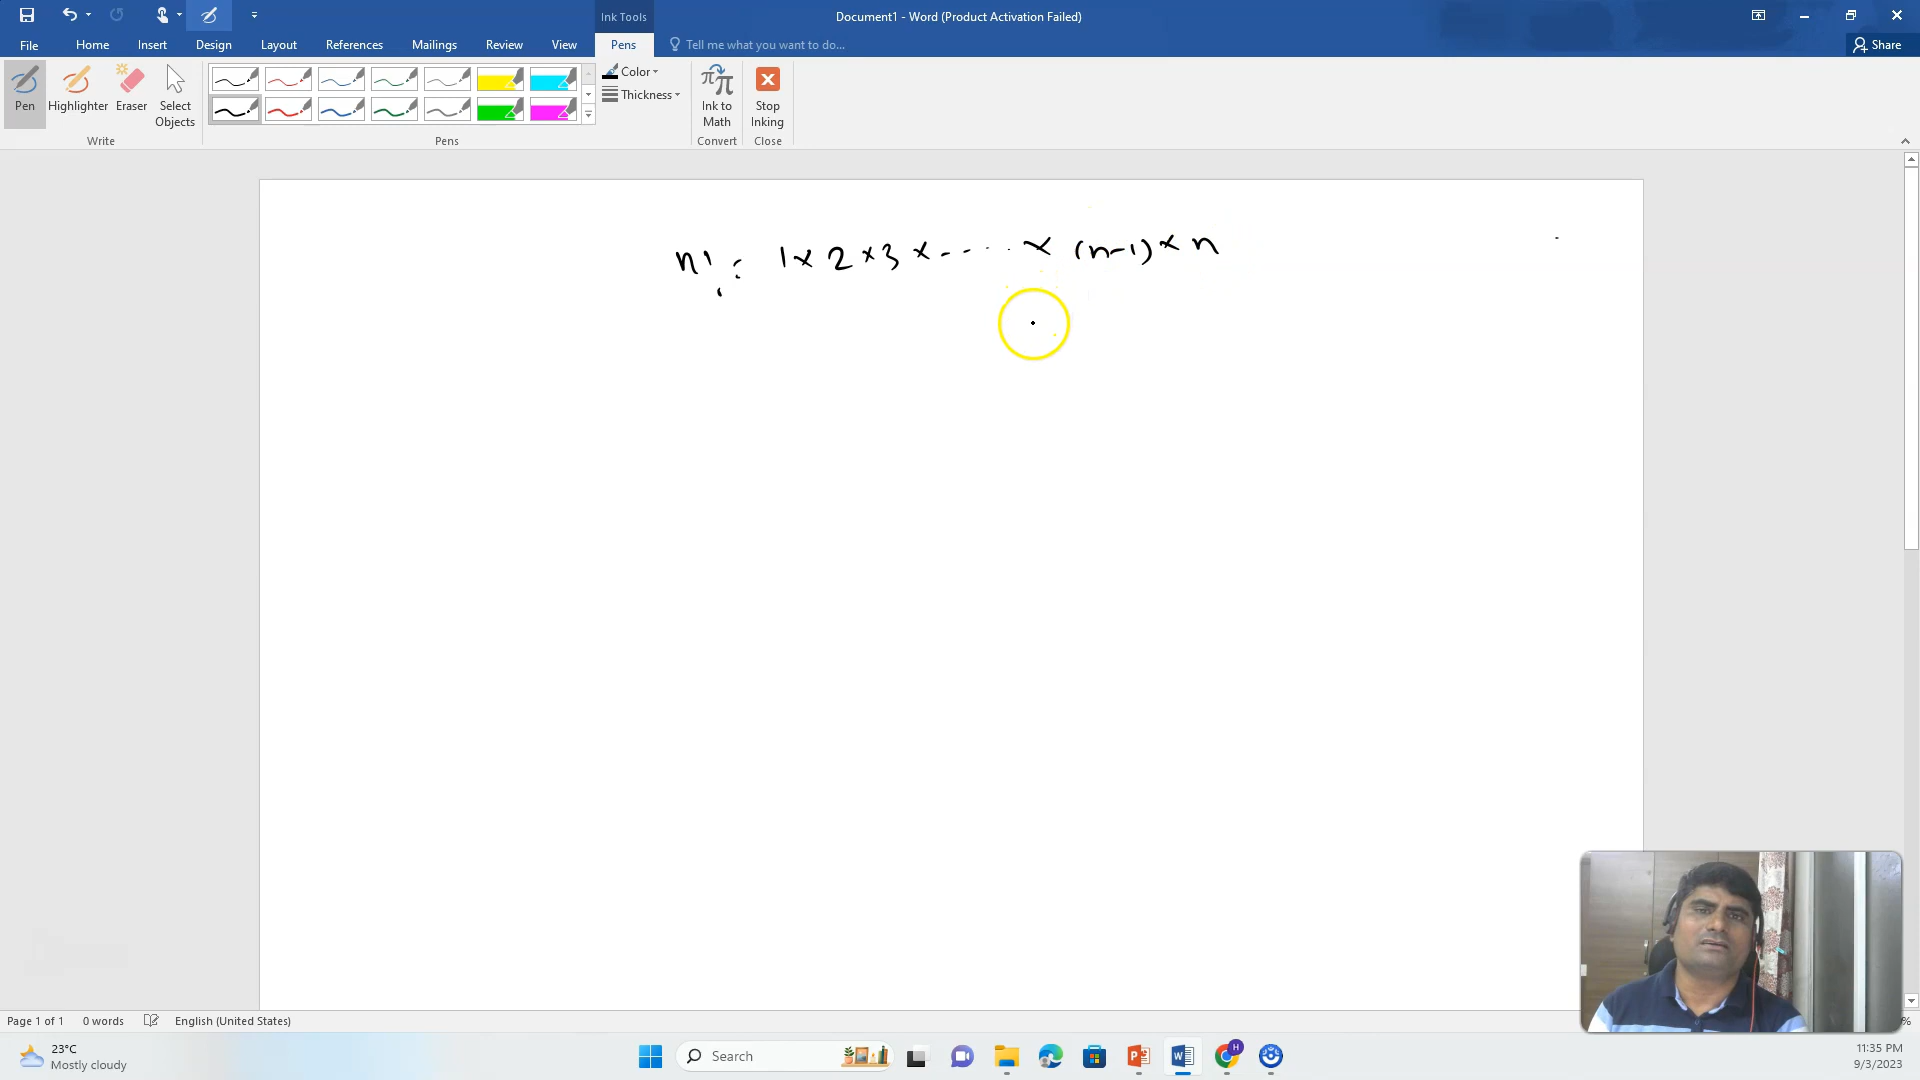 Ink Tools
Document1 - Word (Product Activation Failed)
File Home Insert Design Layout References Mailings Review View Pens Tell me what you want to do... Share
Pen Highlighter Eraser Select Objects
Color
Thickness
Ink to Math
Stop Inking
Write Pens Convert Close
n! = 1 × 2 × 3 × ----- × (n-1) × n
Page 1 of 1 0 words English (United States) %
23°C
Mostly cloudy
Search
H
11:35 PM
9/3/2023